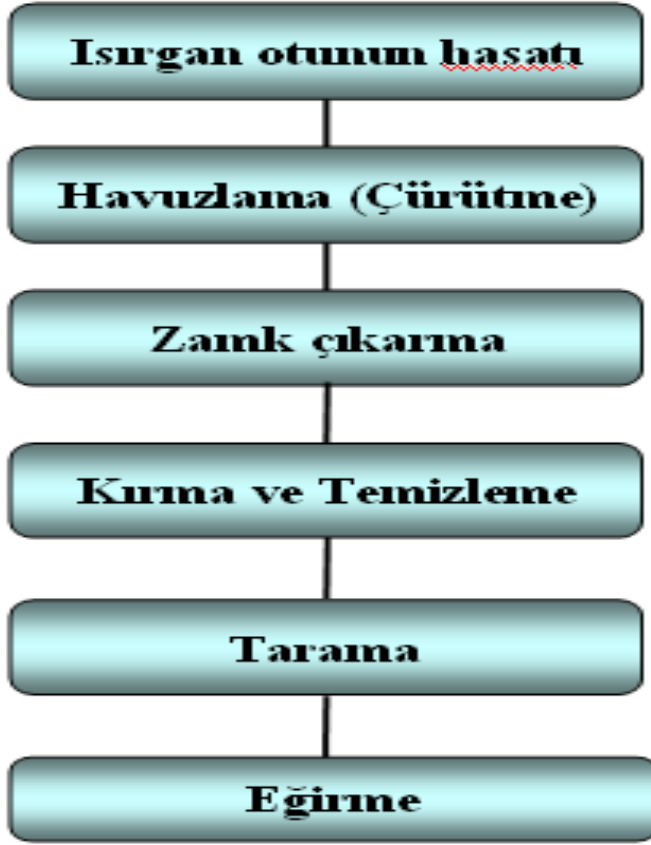 Isırgan otunun hasatı
Havuzlama (Çürütme)
Zamk çıkarma
Kırma ve Temizleme
Tarama
Eğirme